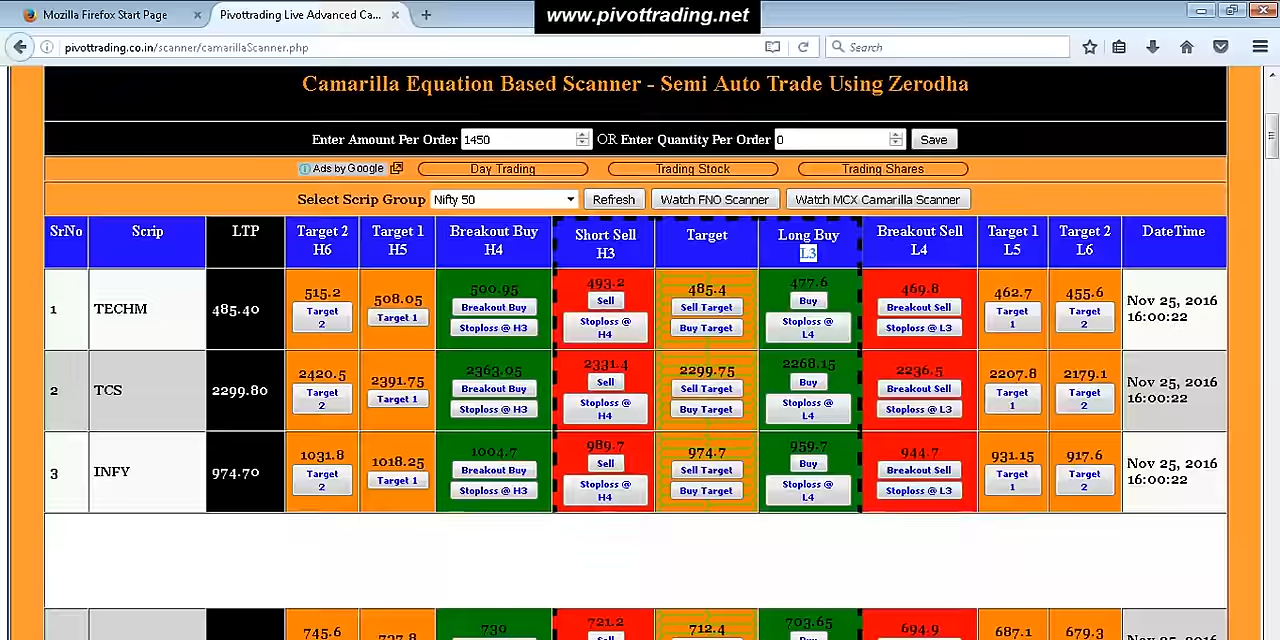 Mozilla Firefox Start Page
Pivottrading Live Advanced Ca...
www.pivottrading.net
pivottrading.co.in/scanner/camarillaScanner.php
Search
Camarilla Equation Based Scanner - Semi Auto Trade Using Zerodha
Enter Amount Per Order 1450 OR Enter Quantity Per Order 0 Save
Ads by Google Day Trading Trading Stock Trading Shares
Select Scrip Group Nifty 50 Refresh Watch FNO Scanner Watch MCX Camarilla Scanner
SrNo Scrip LTP Target 2 H6 Target 1 H5 Breakout Buy H4 Short Sell H3 Target Long Buy L3 Breakout Sell L4 Target 1 L5 Target 2 L6 DateTime
1 TECHM 485.40 515.2 Target 2 508.05 Target 1 500.95 Breakout Buy Stoploss @ H3 493.2 Sell Stoploss @ H4 485.4 Sell Target Buy Target 477.6 Buy Stoploss @ L4 469.8 Breakout Sell Stoploss @ L3 462.7 Target 1 455.6 Target 2 Nov 25, 2016 16:00:22
2 TCS 2299.80 2420.5 Target 2 2391.75 Target 1 2363.05 Breakout Buy Stoploss @ H3 2331.4 Sell Stoploss @ H4 2299.75 Sell Target Buy Target 2268.15 Buy Stoploss @ L4 2236.5 Breakout Sell Stoploss @ L3 2207.8 Target 1 2179.1 Target 2 Nov 25, 2016 16:00:22
3 INFY 974.70 1031.8 Target 2 1018.25 Target 1 1004.7 Breakout Buy Stoploss @ H3 989.7 Sell Stoploss @ H4 974.7 Sell Target Buy Target 959.7 Buy Stoploss @ L4 944.7 Breakout Sell Stoploss @ L3 931.15 Target 1 917.6 Target 2 Nov 25, 2016 16:00:22
745.6 737.8 730 721.2 712.4 703.65 694.9 687.1 679.3